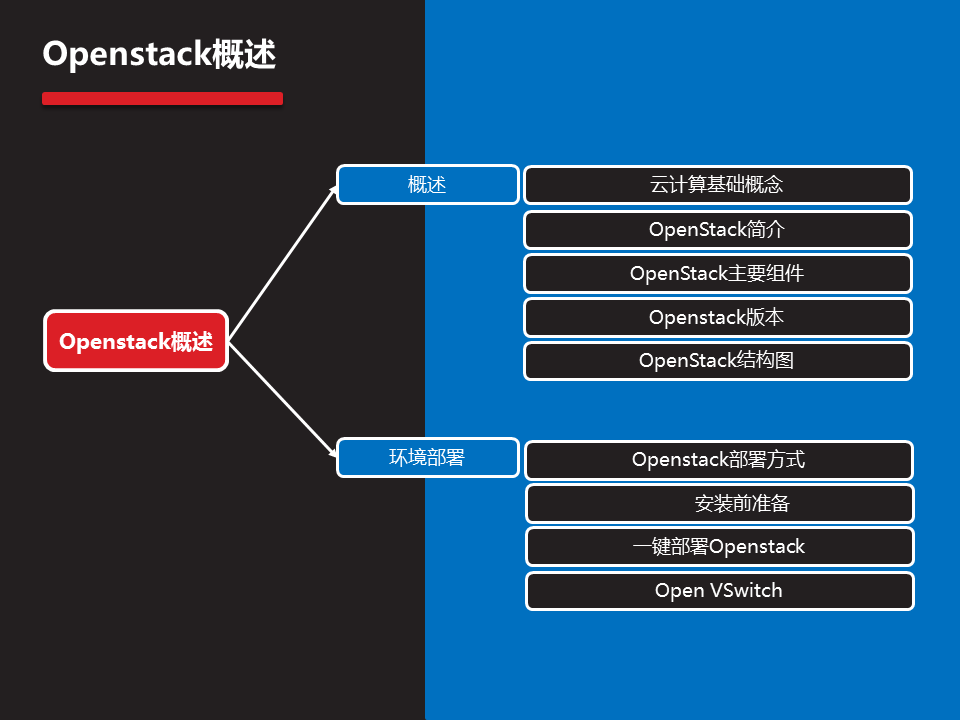 Openstack概述
Openstack概述
概述
云计算基础概念
OpenStack简介
OpenStack主要组件
Openstack版本
OpenStack结构图
环境部署
Openstack部署方式
安装前准备
一键部署Openstack
Open VSwitch